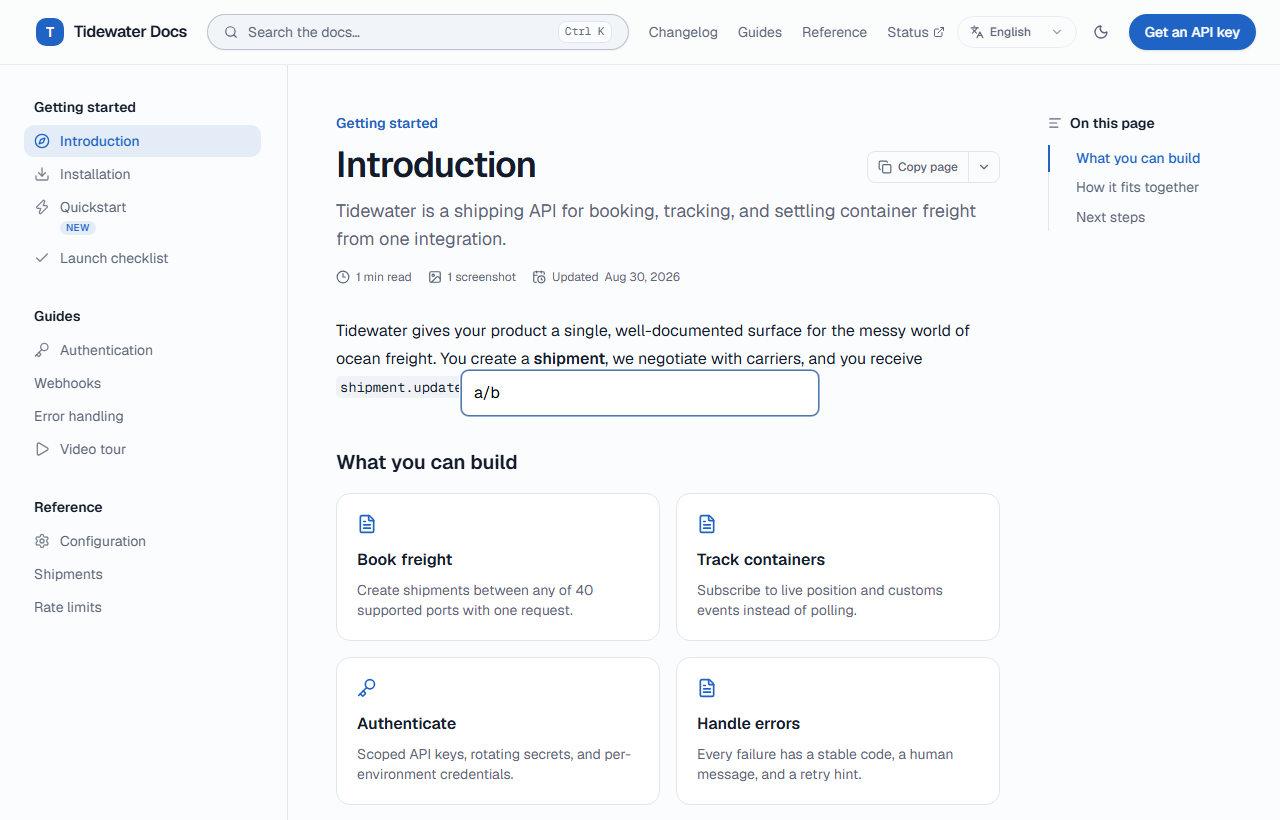 T Tidewater Docs
Search the docs...
Ctrl K
Changelog
Guides
Reference
Status
English
Get an API key
Getting started
Introduction
Installation
Quickstart
NEW
Launch checklist
Guides
Authentication
Webhooks
Error handling
Video tour
Reference
Configuration
Shipments
Rate limits
Getting started
Introduction
Copy page
Tidewater is a shipping API for booking, tracking, and settling container freight
from one integration.
1 min read
1 screenshot
Updated Aug 30, 2026
Tidewater gives your product a single, well-documented surface for the messy world of
ocean freight. You create a shipment, we negotiate with carriers, and you receive
shipment.update
a/b
What you can build
Book freight
Create shipments between any of 40
supported ports with one request.
Track containers
Subscribe to live position and customs
events instead of polling.
Authenticate
Scoped API keys, rotating secrets, and per-
environment credentials.
Handle errors
Every failure has a stable code, a human
message, and a retry hint.
On this page
What you can build
How it fits together
Next steps